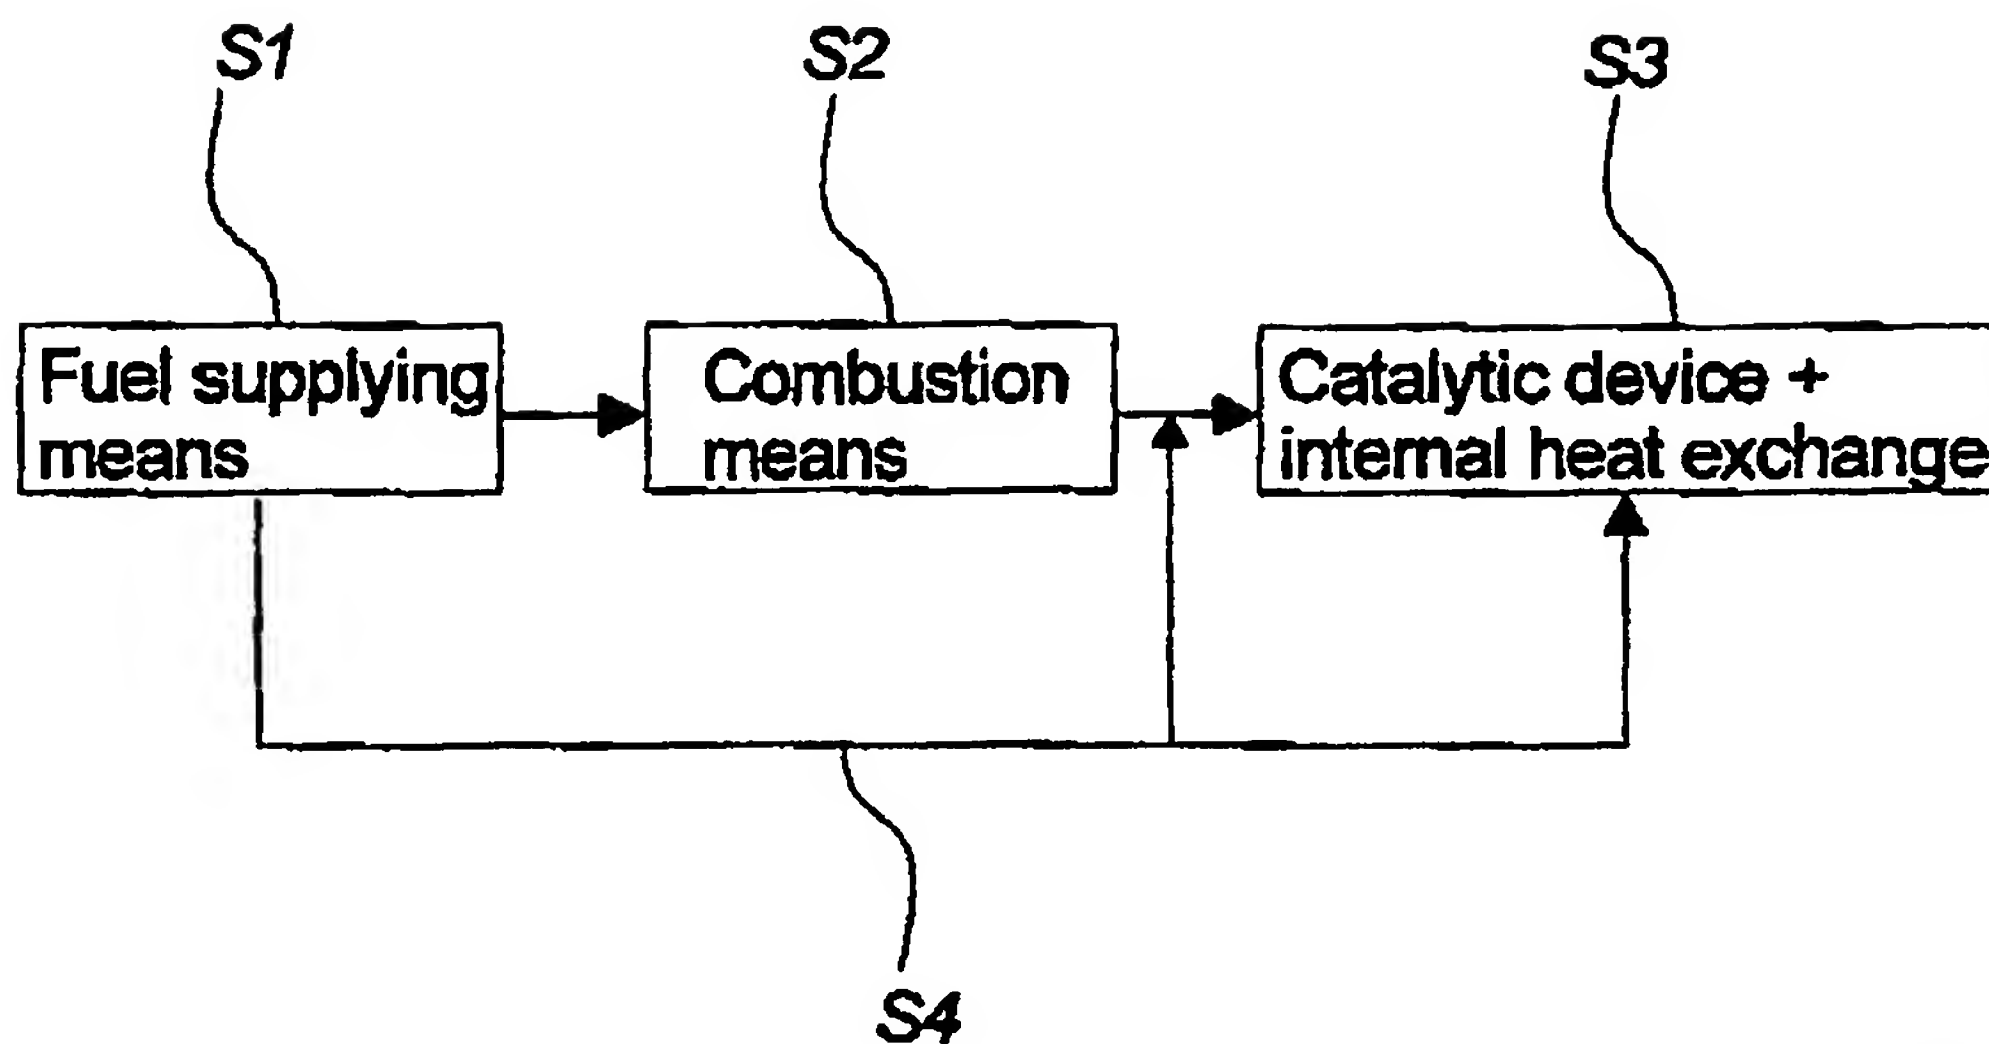 S1
S2
S3
Fuel supplying
means
Combustion
means
Catalytic device +
internal heat exchange
S4